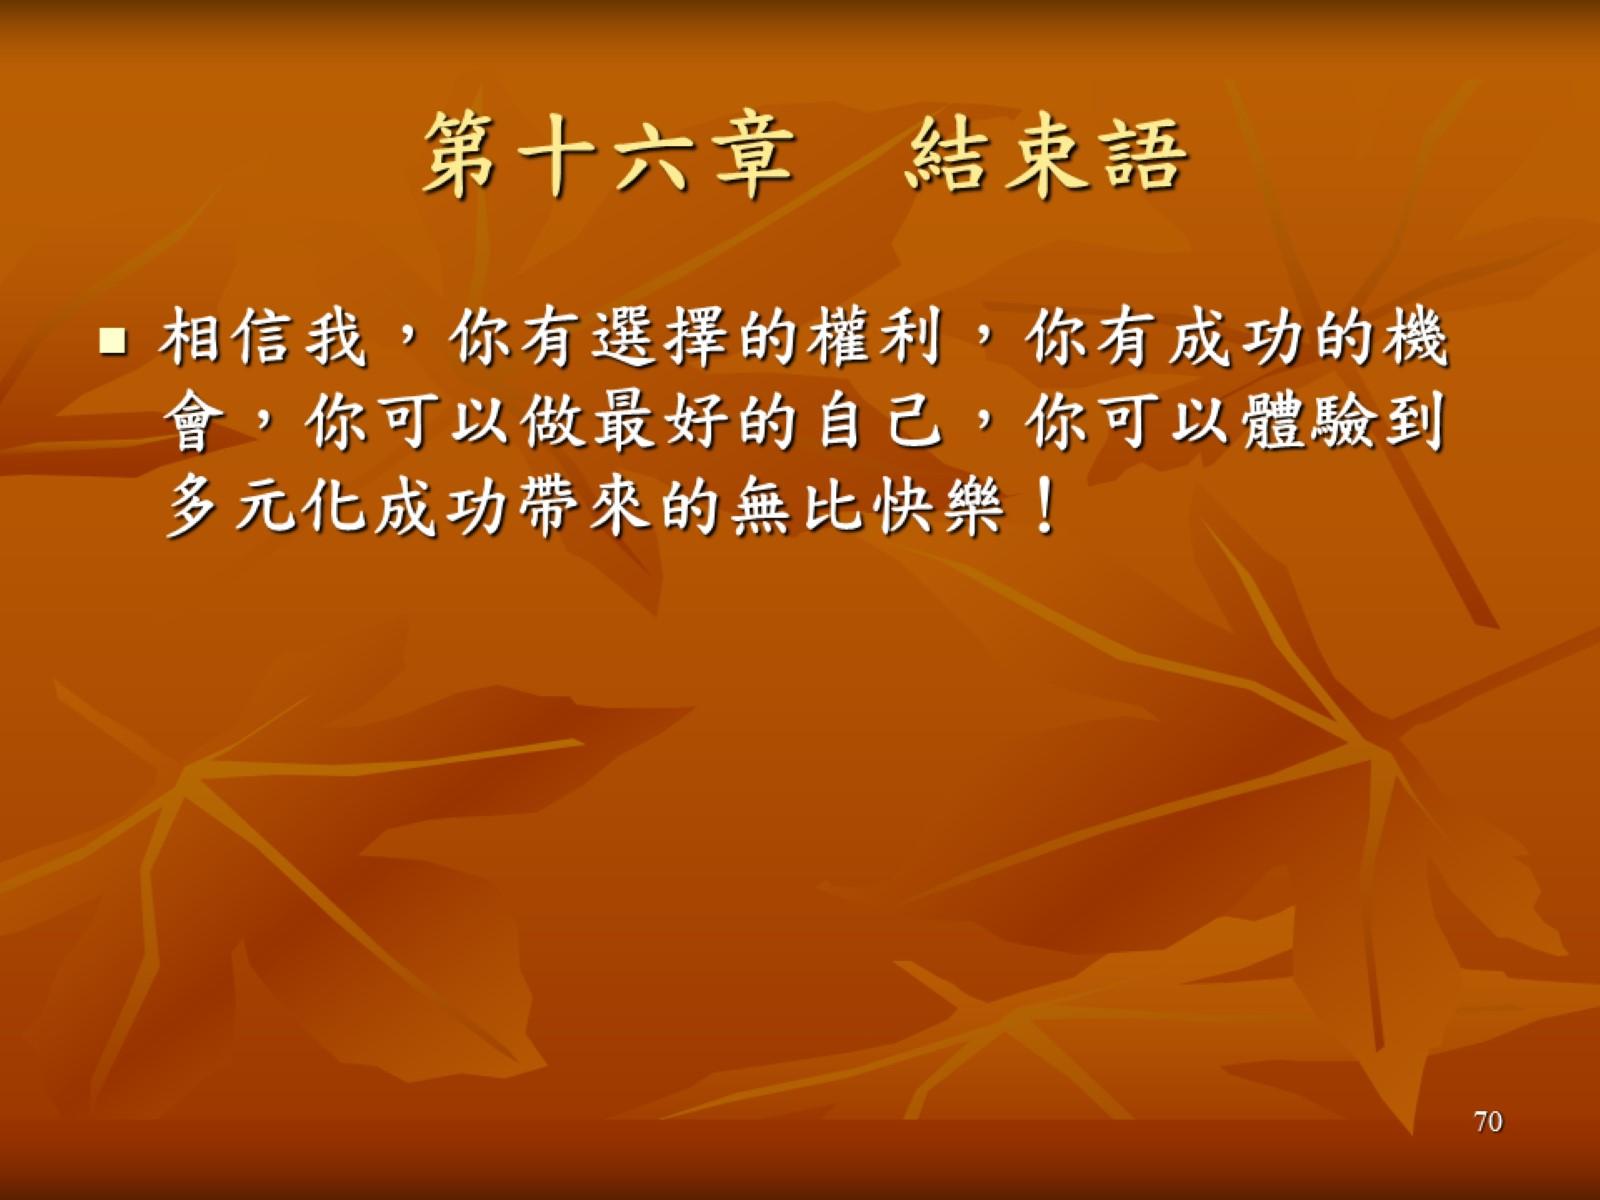 第十六章　結束語
相信我，你有選擇的權利，你有成功的機
會，你可以做最好的自己，你可以體驗到
多元化成功帶來的無比快樂！
70